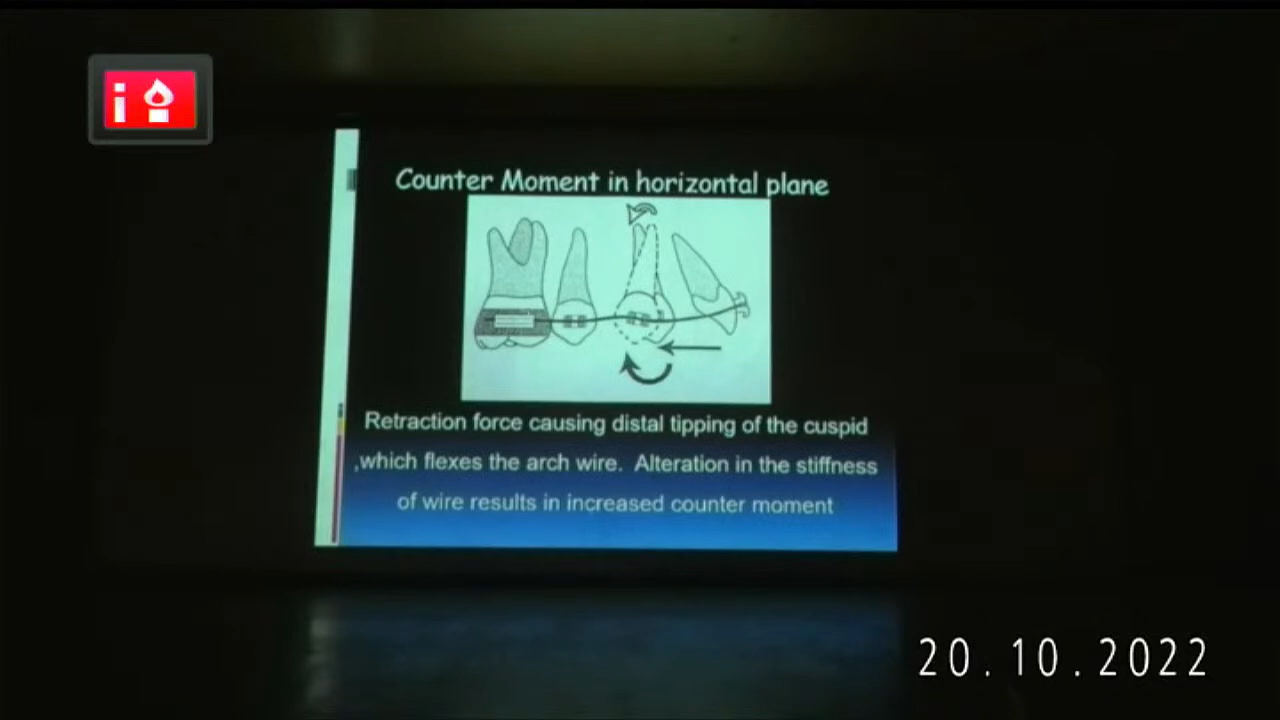 i
Counter Moment in horizontal plane
Retraction force causing distal tipping of the cuspid
,which flexes the arch wire. Alteration in the stiffness
of wire results in increased counter moment
20.10.2022